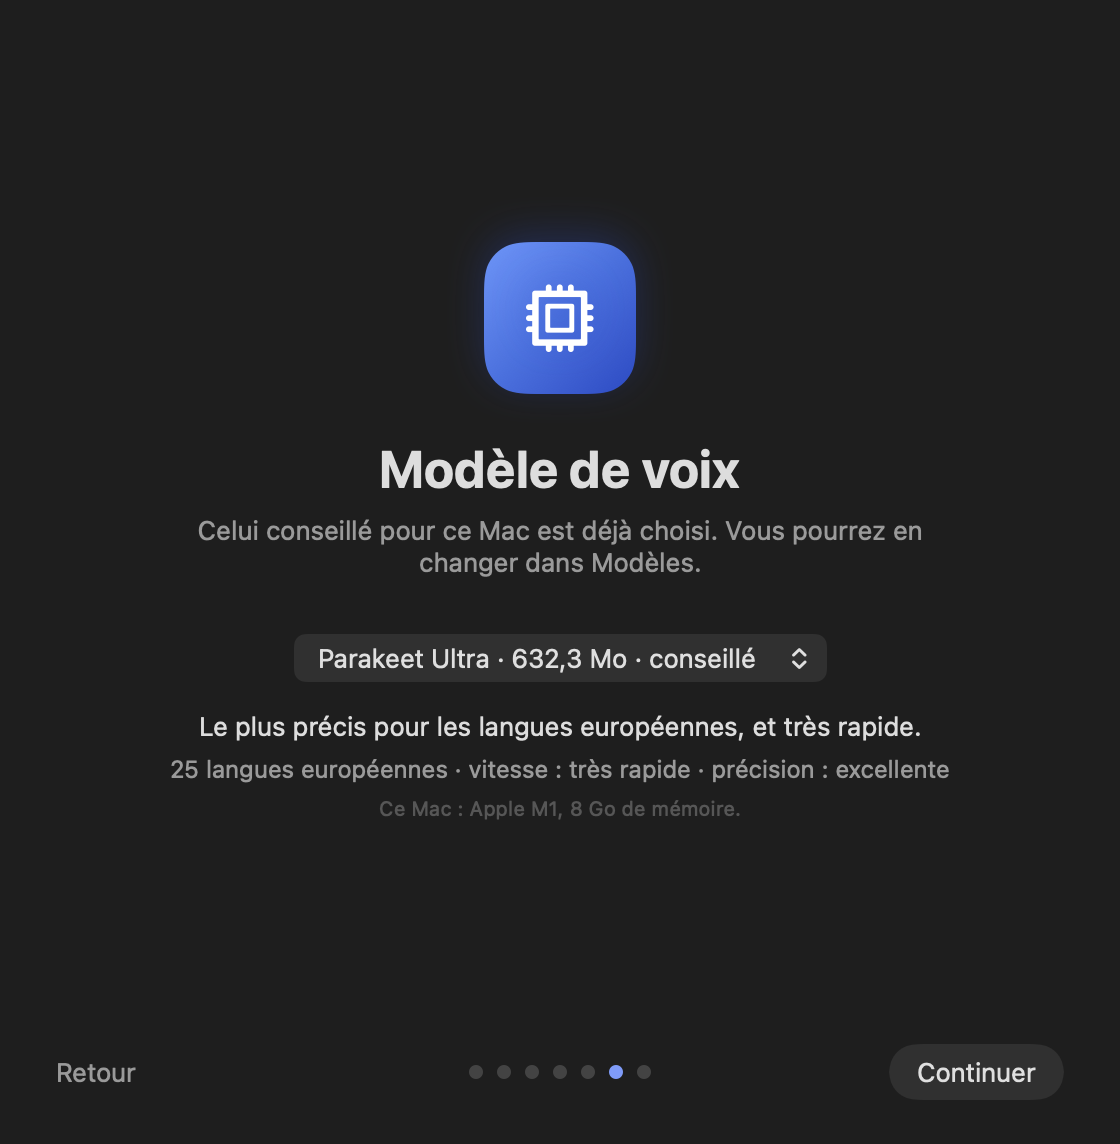 Modèle de voix
Celui conseillé pour ce Mac est déjà choisi. Vous pourrez en
changer dans Modèles.
Parakeet Ultra · 632,3 Mo · conseillé
Le plus précis pour les langues européennes, et très rapide.
25 langues européennes · vitesse : très rapide · précision : excellente
Ce Mac : Apple M1, 8 Go de mémoire.
Retour
Continuer